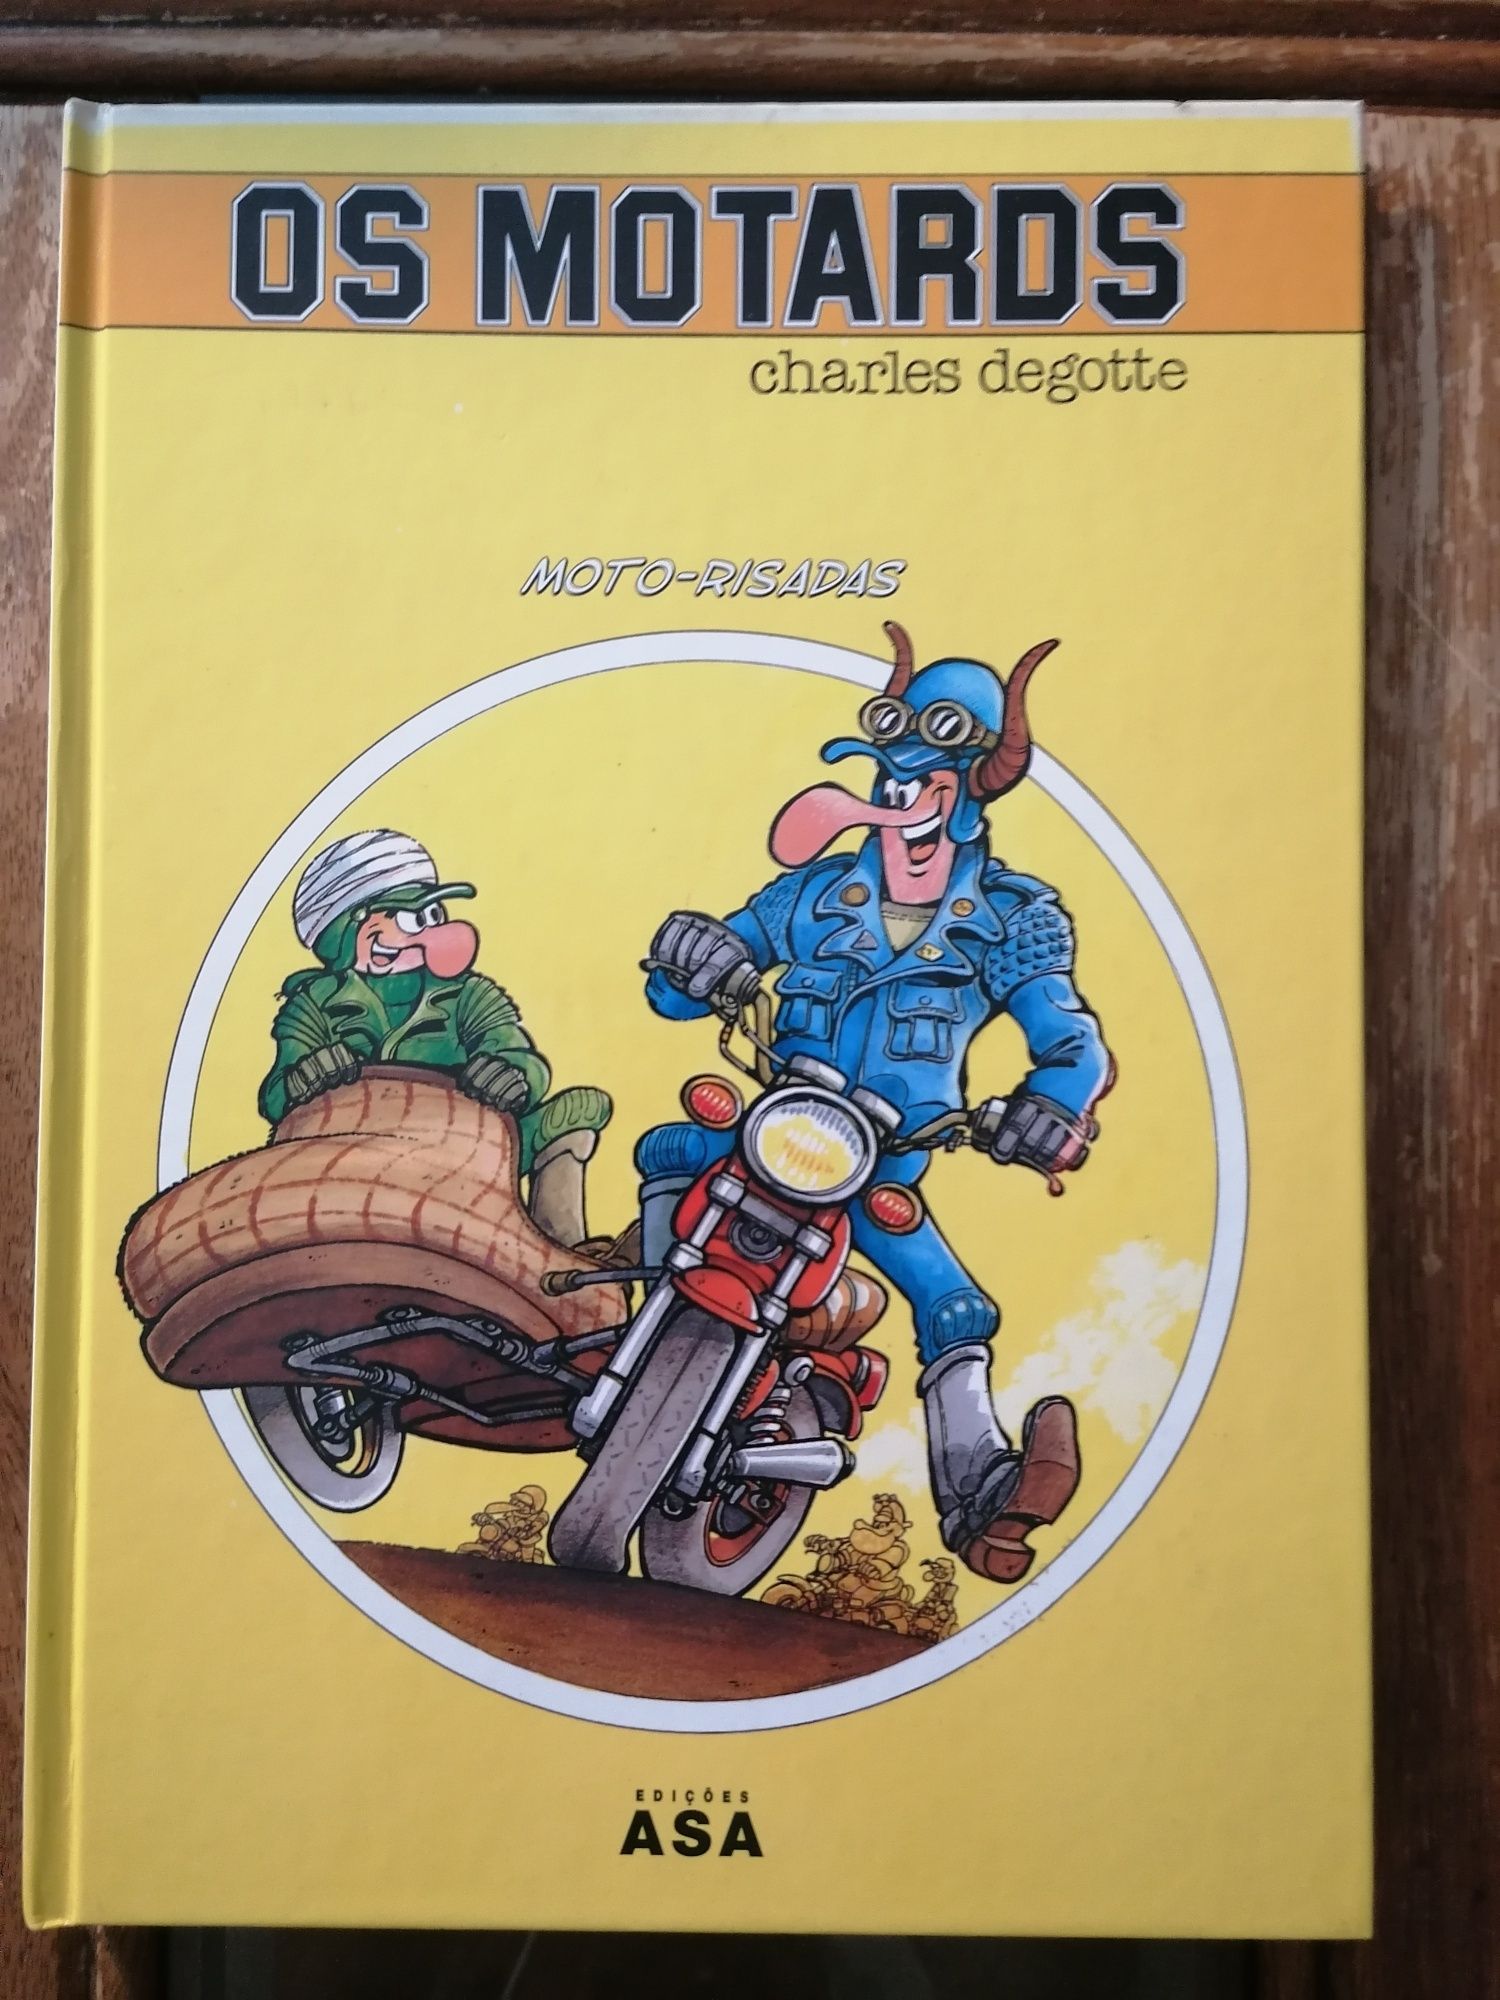 OS MOTARDS
charles degotte
MOTO-RISADAS
EDIÇÕES
ASA